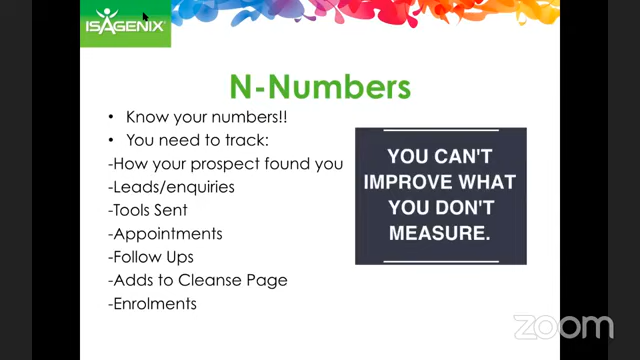 ISAGENIX
N-Numbers
• Know your numbers!!
• You need to track:
-How your prospect found you
-Leads/enquiries
-Tools Sent
-Appointments
-Follow Ups
-Adds to Cleanse Page
-Enrolments
YOU CAN'T
IMPROVE WHAT
YOU DON'T
MEASURE.
zoom